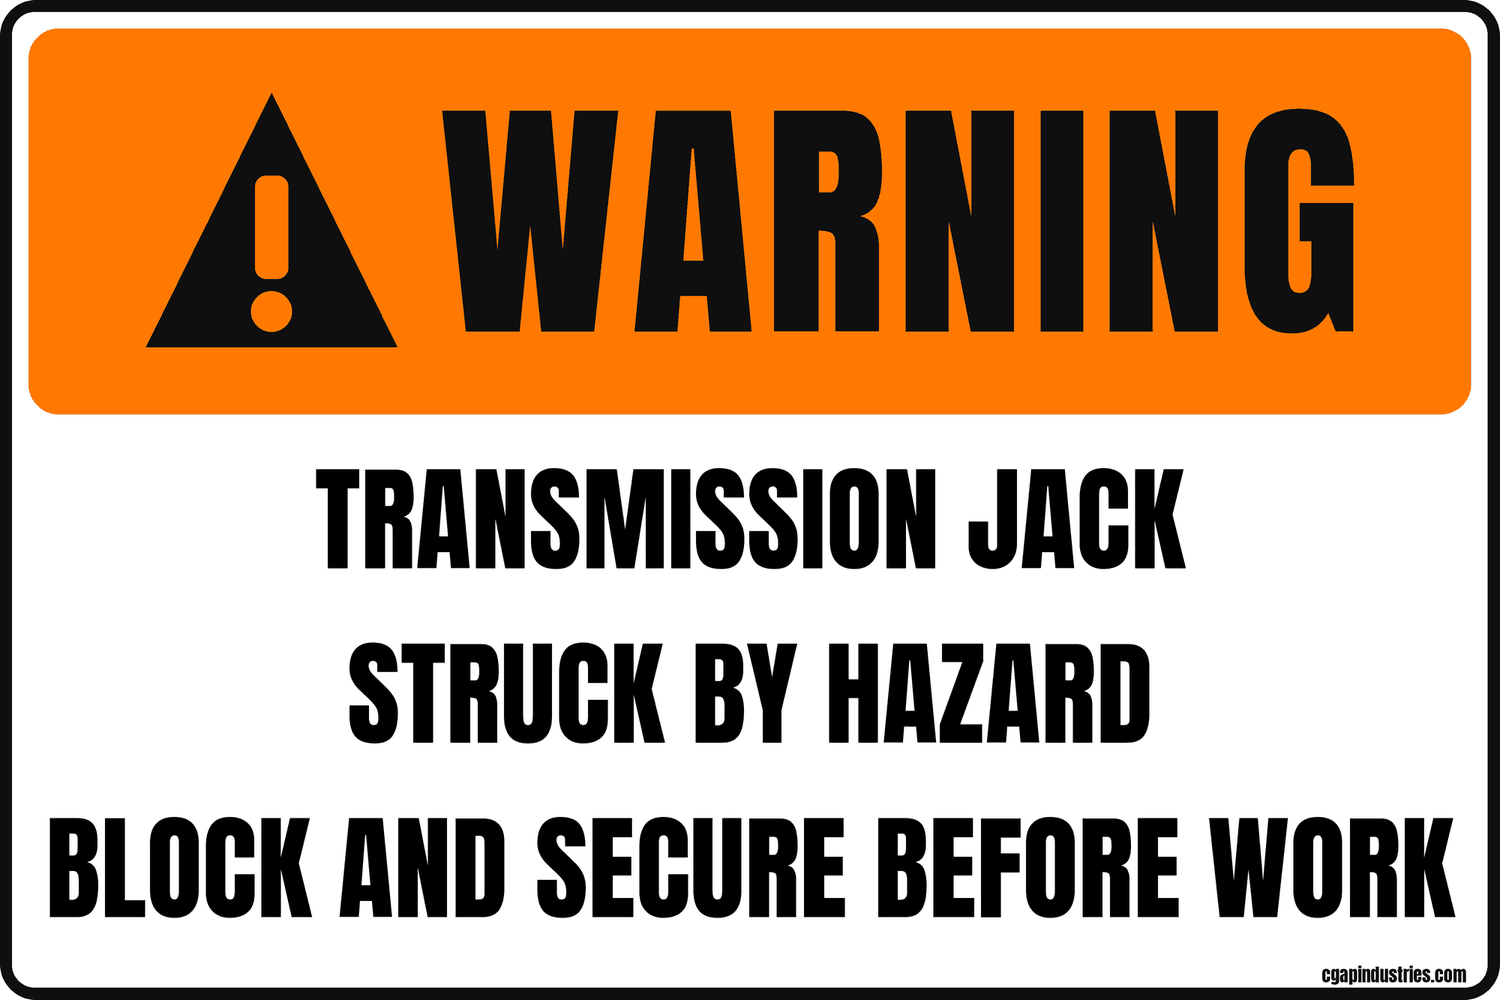 WARNING
TRANSMISSION JACK
STRUCK BY HAZARD
BLOCK AND SECURE BEFORE WORK
cgapindustries.com